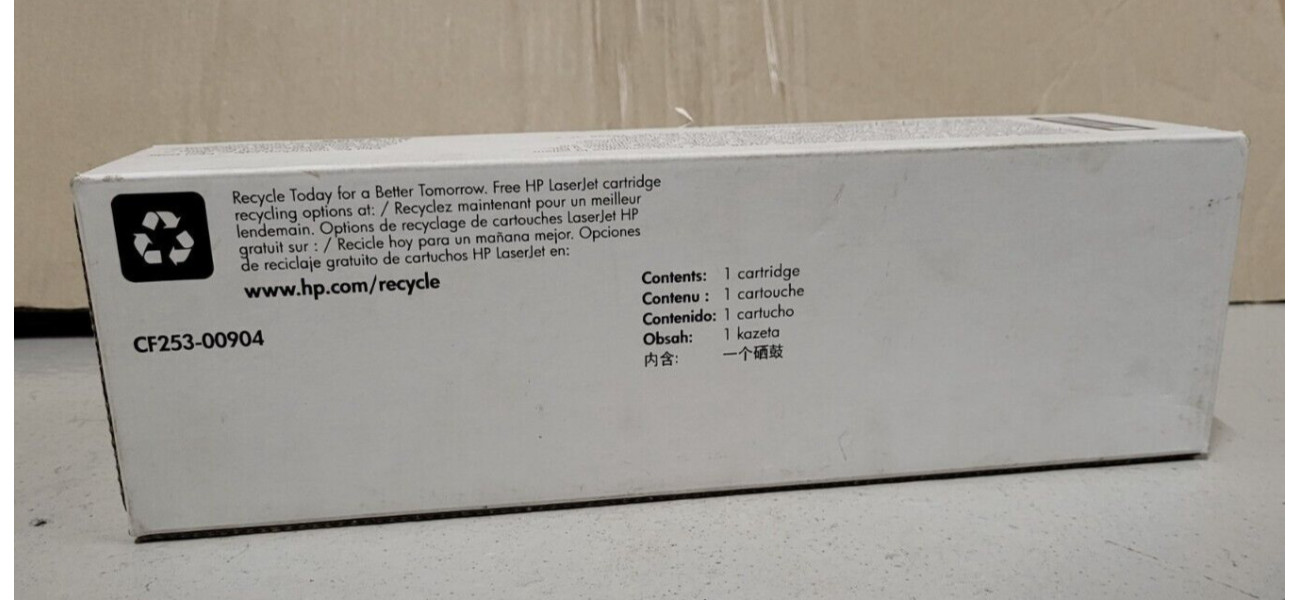 Recycle Today for a Better Tomorrow. Free HP LaserJet cartridge
recycling options at: / Recyclez maintenant pour un meilleur
lendemain. Options de recyclage de cartouches LaserJet HP
gratuit sur : / Recicle hoy para un mañana mejor. Opciones
de reciclaje gratuito de cartuchos HP LaserJet en:
www.hp.com/recycle
CF253-00904
Contents: 1 cartridge
Contenu : 1 cartouche
Contenido: 1 cartucho
Obsah: 1 kazeta
内含: 一个硒鼓